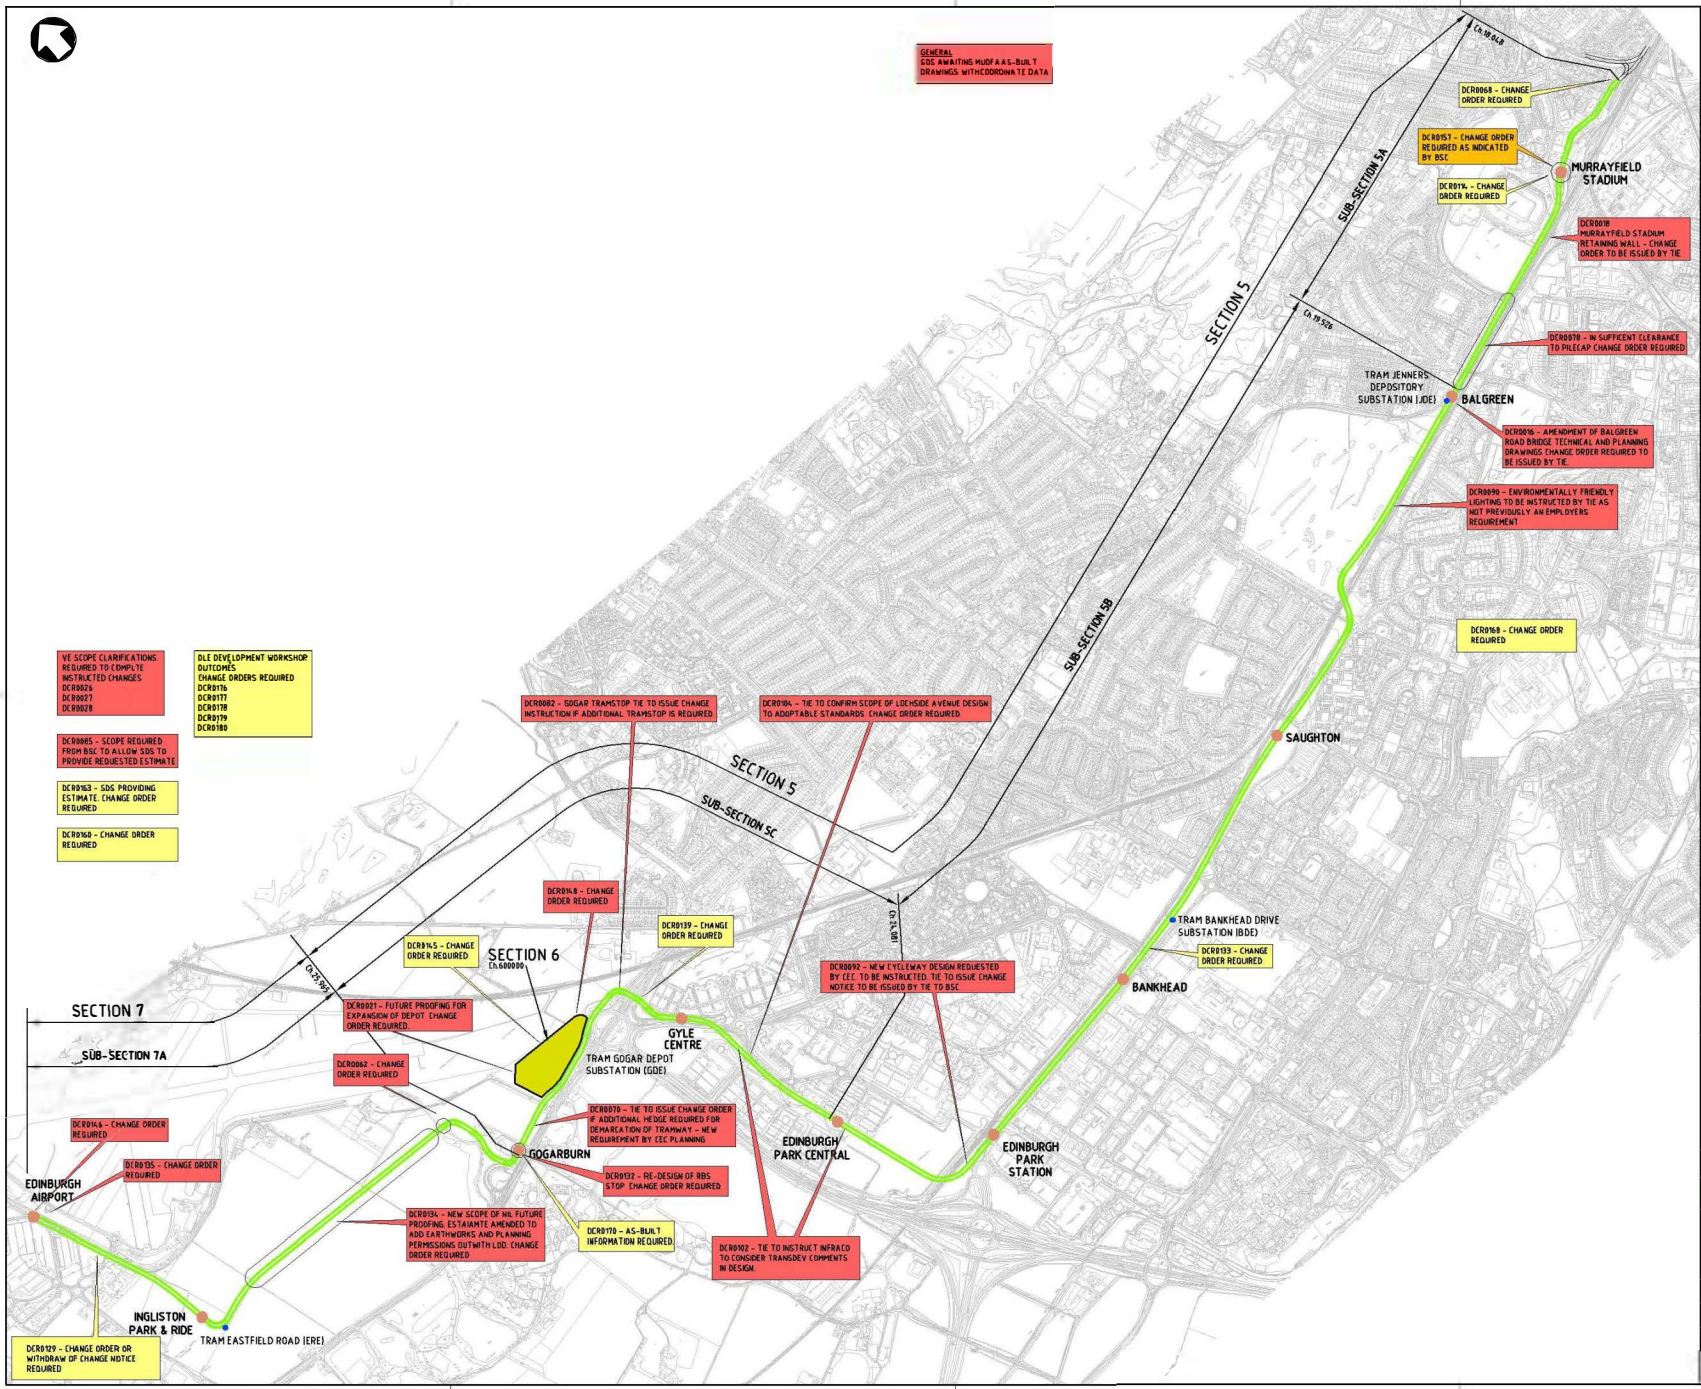 GENERAL
SDS AWAITING MUDFA AS-BUILT
DRAWINGS WITH COORDINATE DATA
Ch.18,048
DCR0068 - CHANGE
ORDER REQUIRED
DCR0157 - CHANGE ORDER
REQUIRED AS INDICATED
BY BSC
SUB-SECTION 5A
MURRAYFIELD
STADIUM
DCR0114 - CHANGE
ORDER REQUIRED
DCR0018
MURRAYFIELD STADIUM
RETAINING WALL - CHANGE
ORDER TO BE ISSUED BY TIE
SECTION 5
Ch.19,526
DCR0078 - IN SUFFICENT CLEARANCE
TO PILECAP CHANGE ORDER REQUIRED
TRAM JENNERS
DEPOSITORY
SUBSTATION (JDE)
BALGREEN
DCR0016 - AMENDMENT OF BALGREEN
ROAD BRIDGE TECHNICAL AND PLANNING
DRAWINGS CHANGE ORDER REQUIRED TO
BE ISSUED BY TIE.
DCR0090 - ENVIRONMENTALLY FRIENDLY
LIGHTING TO BE INSTRUCTED BY TIE AS
NOT PREVIOUSLY AN EMPLOYERS
REQUIREMENT
SUB-SECTION 5B
DCR0168 - CHANGE ORDER
REQUIRED
VE SCOPE CLARIFICATIONS
REQUIRED TO COMPLTE
INSTRUCTED CHANGES
DCR0026
DCR0027
DCR0028
OLE DEVELOPMENT WORKSHOP
OUTCOMES
CHANGE ORDERS REQUIRED
DCR0176
DCR0177
DCR0178
DCR0179
DCR0180
DCR0085 - SCOPE REQUIRED
FROM BSC TO ALLOW SDS TO
PROVIDE REQUESTED ESTIMATE
DCR0163 - SDS PROVIDING
ESTIMATE. CHANGE ORDER
REQUIRED
DCR0160 - CHANGE ORDER
REQUIRED
DCR0082 - GOGAR TRAMSTOP TIE TO ISSUE CHANGE
INSTRUCTION IF ADDITIONAL TRAMSTOP IS REQUIRED.
DCR0104 - TIE TO CONFIRM SCOPE OF LOCHSIDE AVENUE DESIGN
TO ADOPTABLE STANDARDS. CHANGE ORDER REQUIRED.
SAUGHTON
SECTION 5
SUB-SECTION 5C
DCR0148 - CHANGE
ORDER REQUIRED
Ch 24,081
TRAM BANKHEAD DRIVE
SUBSTATION (BDE)
DCR0139 - CHANGE
ORDER REQUIRED
DCR0145 - CHANGE
ORDER REQUIRED
SECTION 6
Ch.600000
DCR0133 - CHANGE
ORDER REQUIRED
DCR0092 - NEW CYCLEWAY DESIGN REQUESTED
BY CEC. TO BE INSTRUCTED. TIE TO ISSUE CHANGE
NOTICE TO BE ISSUED BY TIE TO BSC
BANKHEAD
SECTION 7
DCR0021 - FUTURE PROOFING FOR
EXPANSION OF DEPOT. CHANGE
ORDER REQUIRED.
GYLE
CENTRE
SUB-SECTION 7A
DCR0062 - CHANGE
ORDER REQUIRED
TRAM GOGAR DEPOT
SUBSTATION (GDE)
DCR0146 - CHANGE ORDER
REQUIRED
DCR0070 - TIE TO ISSUE CHANGE ORDER
IF ADDITIONAL HEDGE REQUIRED FOR
DEMARCATION OF TRAMWAY - NEW
REQUIREMENT BY CEC PLANNING
EDINBURGH
PARK CENTRAL
EDINBURGH
PARK
STATION
GOGARBURN
DCR0135 - CHANGE ORDER
REQUIRED
DCR0132 - RE-DESIGN OF RBS
STOP. CHANGE ORDER REQUIRED
EDINBURGH
AIRPORT
DCR0134 - NEW SCOPE OF NIL FUTURE
PROOFING. ESTAIAMTE AMENDED TO
ADD EARTHWORKS AND PLANNING
PERMISSIONS OUTWITH LOD. CHANGE
ORDER REQUIRED
DCR0170 - AS-BUILT
INFORMATION REQUIRED
DCR0102 - TIE TO INSTRUCT INFRACO
TO CONSIDER TRANSDEV COMMENTS
IN DESIGN.
INGLISTON
PARK & RIDE
TRAM EASTFIELD ROAD (ERE)
DCR0129 - CHANGE ORDER OR
WITHDRAW OF CHANGE NOTICE
REQUIRED